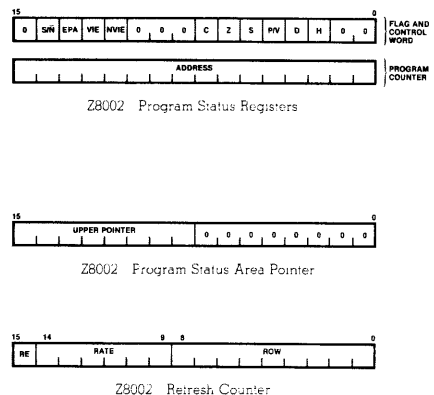 15 0
0 S/N̄ EPA VIE NVIE 0 0 0 C Z S P/V D H 0 0 FLAG AND CONTROL WORD
ADDRESS PROGRAM COUNTER
Z8002 Program Status Registers
15 0
UPPER POINTER 0 0 0 0 0 0 0 0
Z8002 Program Status Area Pointer
15 14 9 8 0
RE RATE ROW
Z8002 Refresh Counter